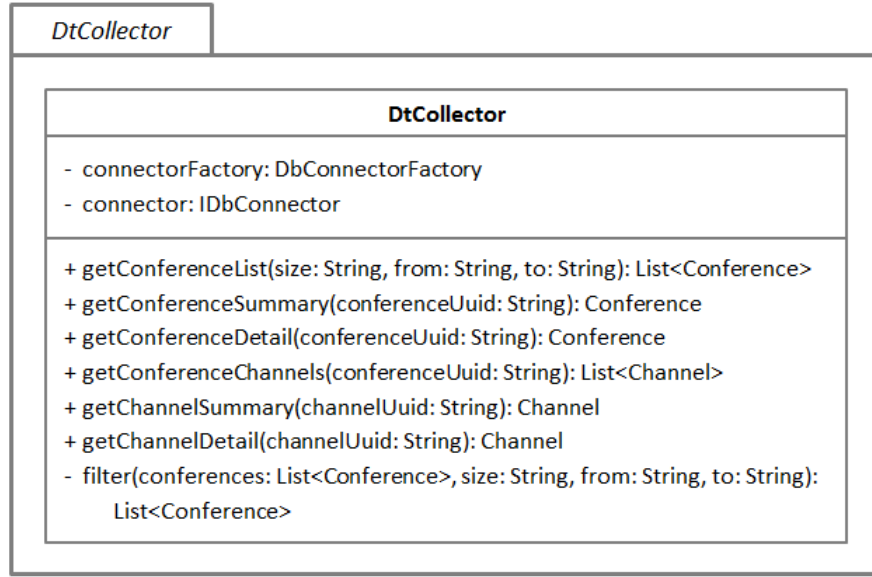 DtCollector
DtCollector
- connectorFactory: DbConnectorFactory
- connector: IDbConnector
+ getConferenceList(size: String, from: String, to: String): List<Conference>
+ getConferenceSummary(conferenceUuid: String): Conference
+ getConferenceDetail(conferenceUuid: String): Conference
+ getConferenceChannels(conferenceUuid: String): List<Channel>
+ getChannelSummary(channelUuid: String): Channel
+ getChannelDetail(channelUuid: String): Channel
- filter(conferences: List<Conference>, size: String, from: String, to: String):
List<Conference>